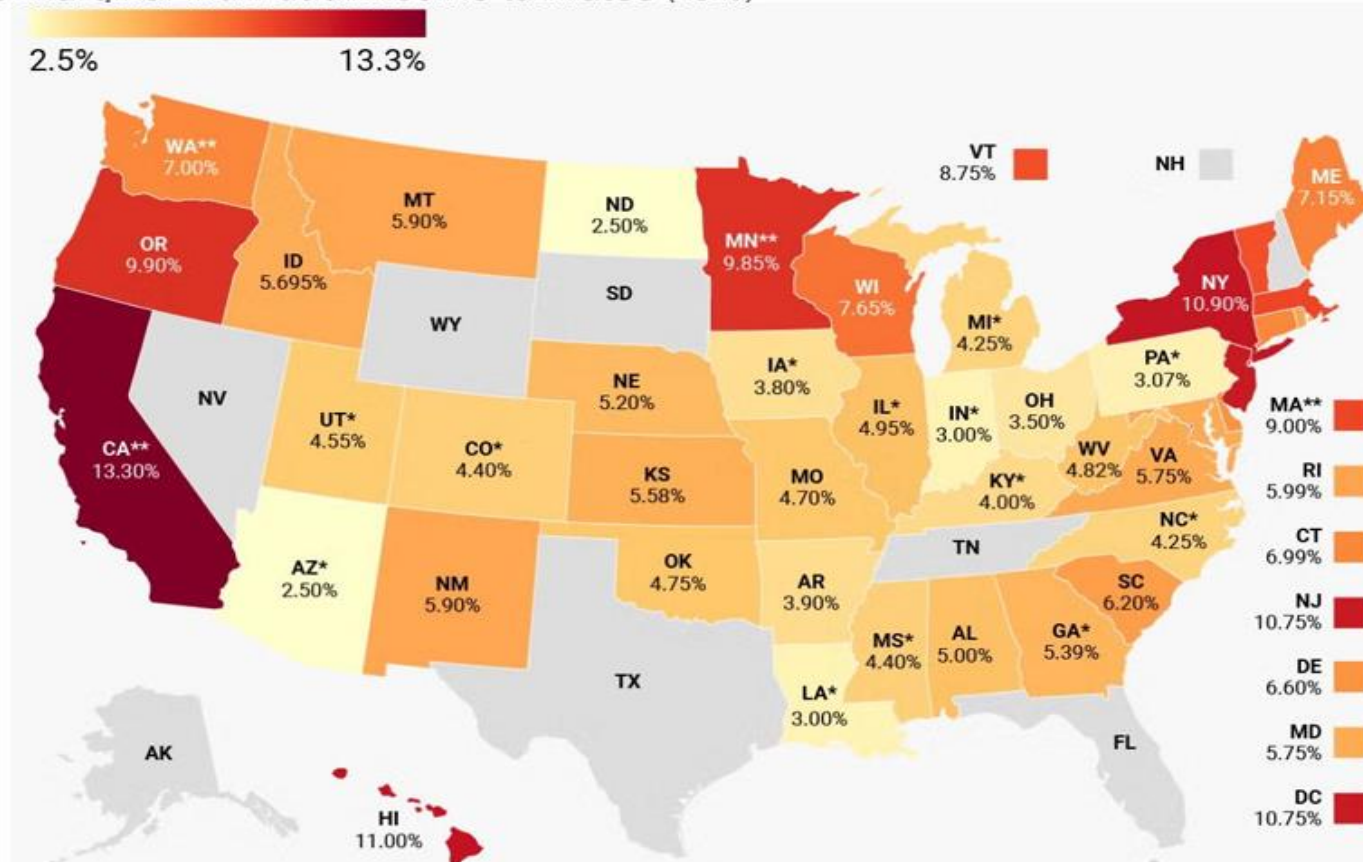 2.5%
13.3%
WA**
7.00%
MT
5.90%
ND
2.50%
MN**
9.85%
VT
8.75%
NH
ME
7.15%
OR
9.90%
ID
5.695%
SD
WI
7.65%
NY
10.90%
WY
MI*
4.25%
NV
NE
5.20%
IA*
3.80%
PA*
3.07%
UT*
4.55%
CO*
4.40%
IL*
4.95%
IN*
3.00%
OH
3.50%
MA**
9.00%
CA**
13.30%
KS
5.58%
MO
4.70%
WV
4.82%
VA
5.75%
KY*
4.00%
RI
5.99%
NC*
4.25%
TN
CT
6.99%
AZ*
2.50%
NM
5.90%
OK
4.75%
AR
3.90%
SC
6.20%
NJ
10.75%
MS*
4.40%
AL
5.00%
GA*
5.39%
TX
LA*
3.00%
DE
6.60%
AK
FL
MD
5.75%
HI
11.00%
DC
10.75%